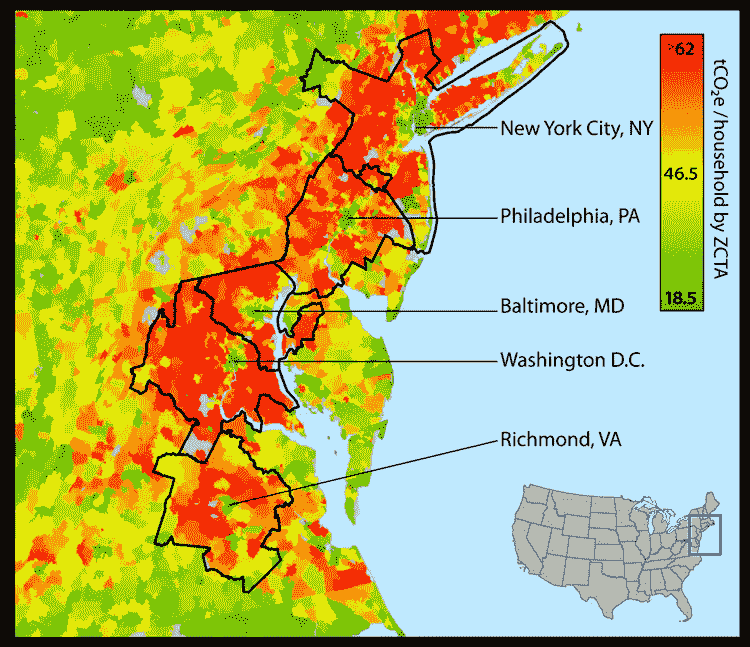 >62
46.5
18.5
tCO₂e /household by ZCTA
New York City, NY
Philadelphia, PA
Baltimore, MD
Washington D.C.
Richmond, VA